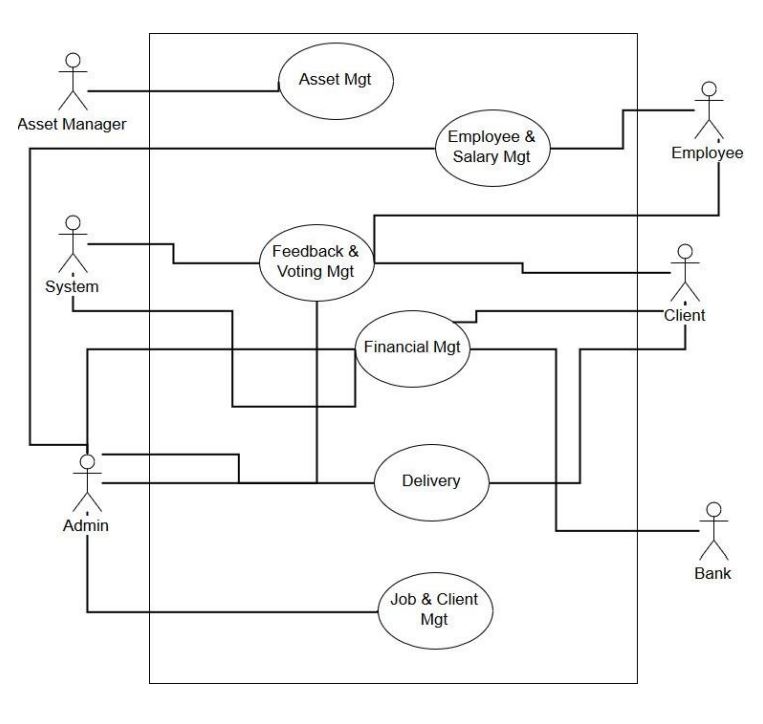 Asset Mgt
Asset Manager
Employee &
Salary Mgt
Employee
Feedback &
Voting Mgt
System
Client
Financial Mgt
Delivery
Admin
Bank
Job & Client
Mgt